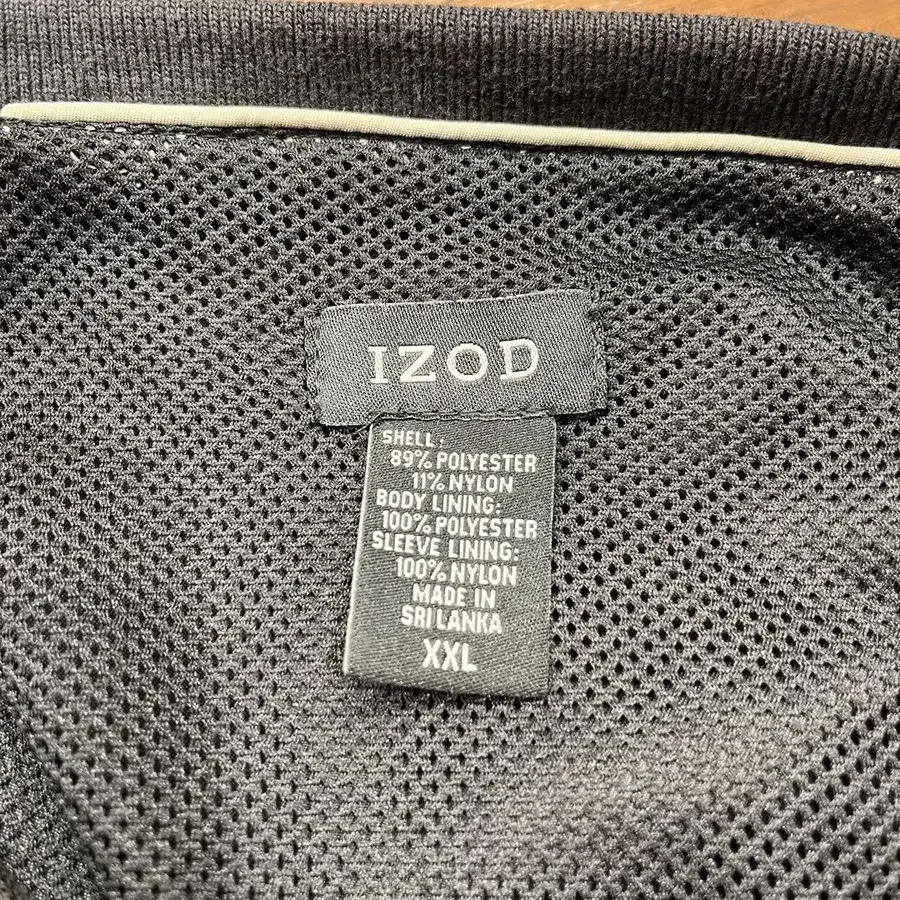 IZOD
SHELL:
89% POLYESTER
11% NYLON
BODY LINING:
100% POLYESTER
SLEEVE LINING:
100% NYLON
MADE IN
SRI LANKA
XXL